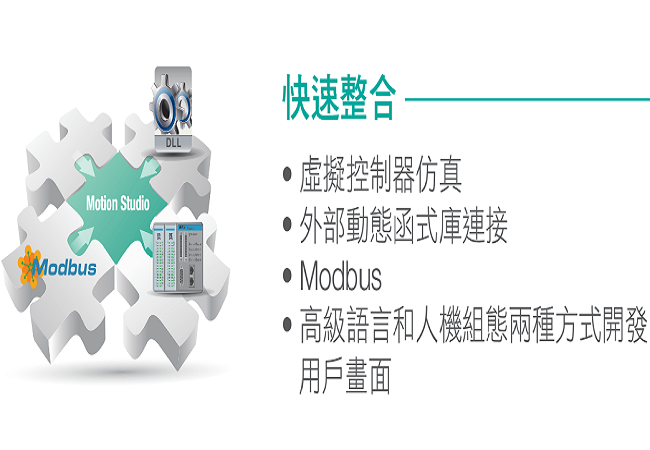 快速整合
DLL
• 虛擬控制器仿真
Motion Studio
• 外部動態函式庫連接
Modbus
• Modbus
• 高級語言和人機組態兩種方式開發
用戶畫面